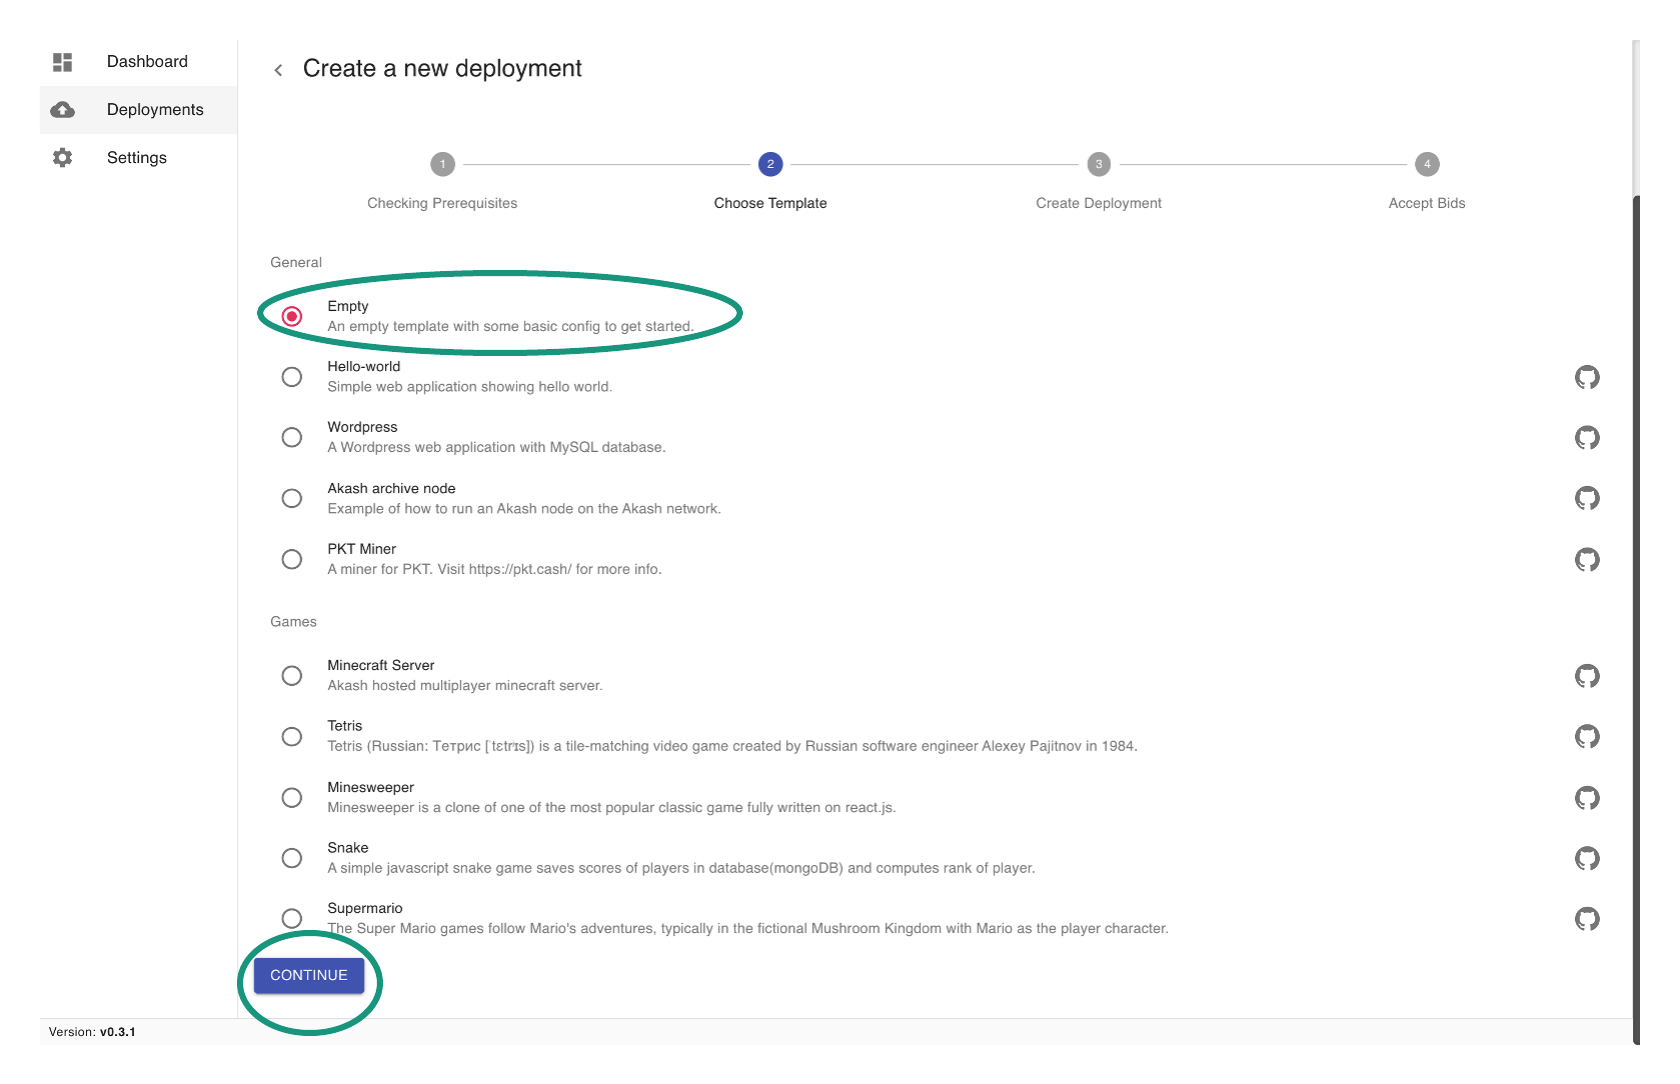 Dashboard
Deployments
Settings
Create a new deployment
1
2
3
4
Checking Prerequisites
Choose Template
Create Deployment
Accept Bids
General
Empty
An empty template with some basic config to get started.
Hello-world
Simple web application showing hello world.
Wordpress
A Wordpress web application with MySQL database.
Akash archive node
Example of how to run an Akash node on the Akash network.
PKT Miner
A miner for PKT. Visit https://pkt.cash/ for more info.
Games
Minecraft Server
Akash hosted multiplayer minecraft server.
Tetris
Tetris (Russian: Тетрис [ˈtɛtrʲɪs]) is a tile-matching video game created by Russian software engineer Alexey Pajitnov in 1984.
Minesweeper
Minesweeper is a clone of one of the most popular classic game fully written on react.js.
Snake
A simple javascript snake game saves scores of players in database(mongoDB) and computes rank of player.
Supermario
The Super Mario games follow Mario's adventures, typically in the fictional Mushroom Kingdom with Mario as the player character.
CONTINUE
Version: v0.3.1